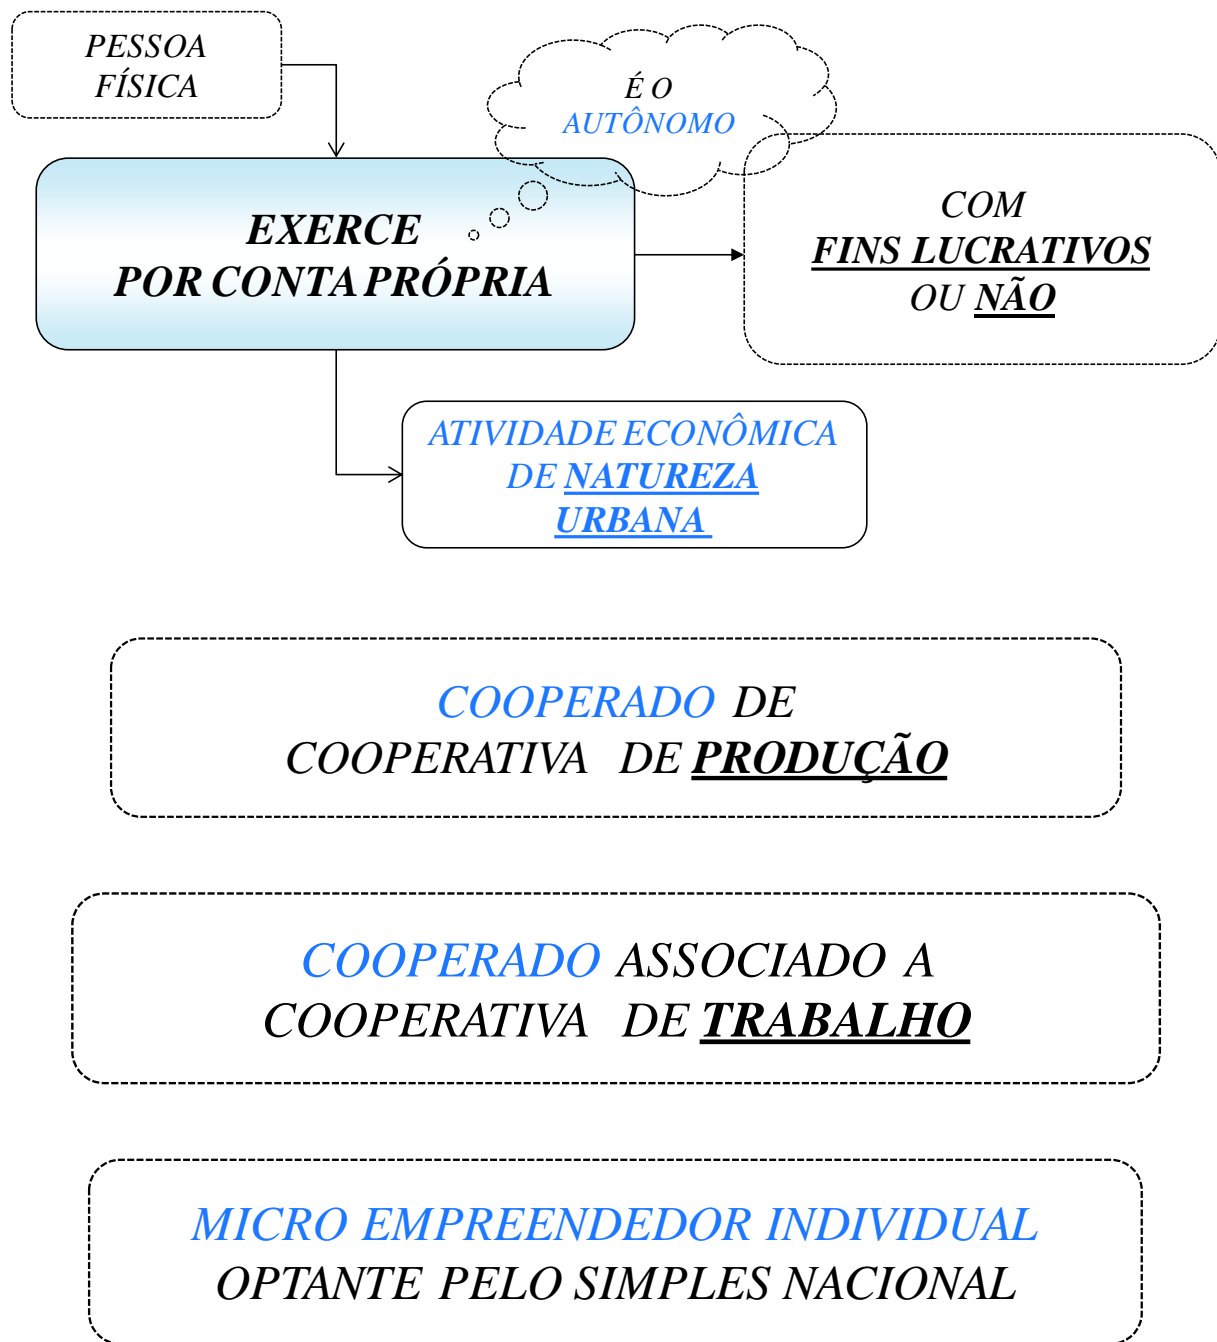 PESSOA
FÍSICA
É O
AUTÔNOMO
EXERCE
POR CONTA PRÓPRIA
COM
FINS LUCRATIVOS
OU NÃO
ATIVIDADE ECONÔMICA
DE NATUREZA
URBANA
COOPERADO DE
COOPERATIVA DE PRODUÇÃO
COOPERADO ASSOCIADO A
COOPERATIVA DE TRABALHO
MICRO EMPREENDEDOR INDIVIDUAL
OPTANTE PELO SIMPLES NACIONAL